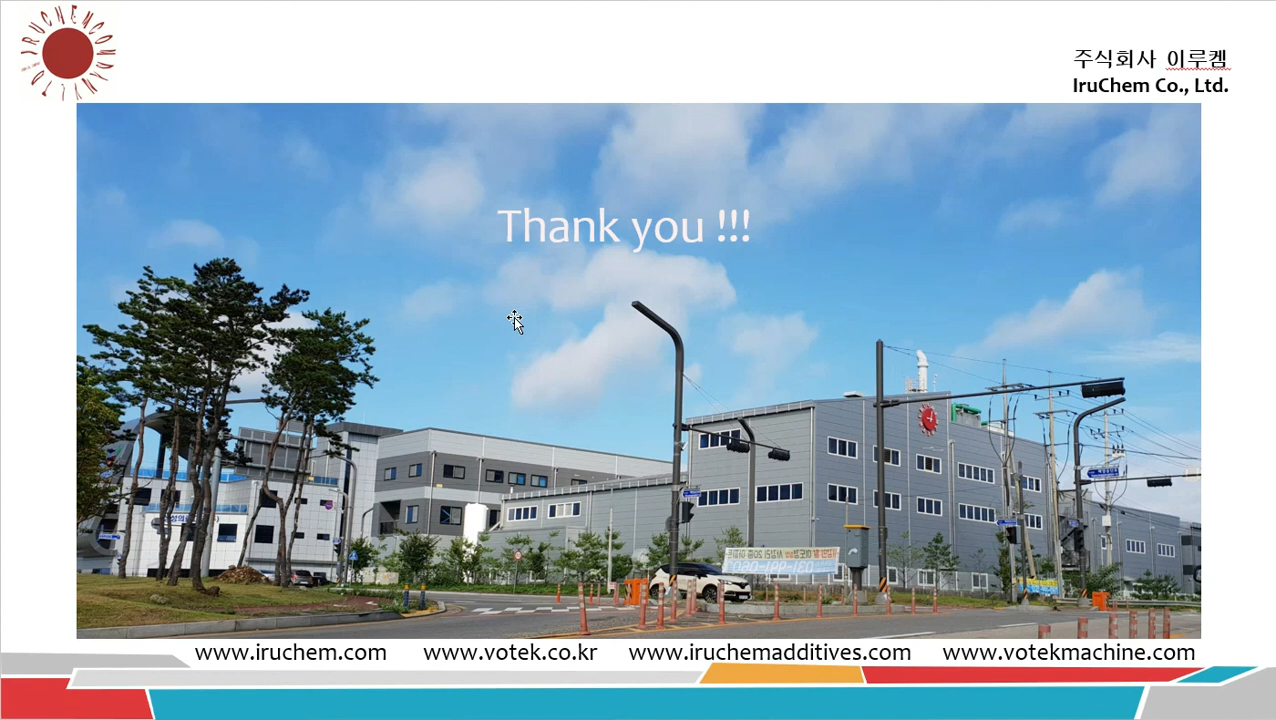 주식회사 이루켐
IruChem Co., Ltd.
Thank you !!!
www.iruchem.com www.votek.co.kr www.iruchemadditives.com www.votekmachine.com